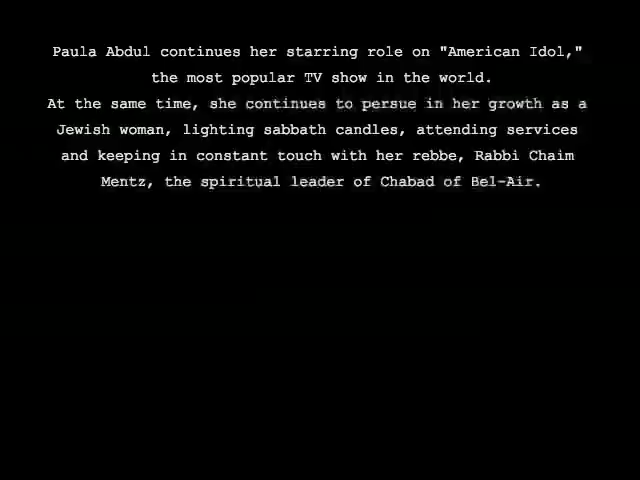 Paula Abdul continues her starring role on "American Idol,"
the most popular TV show in the world.
At the same time, she continues to persue in her growth as a
Jewish woman, lighting sabbath candles, attending services
and keeping in constant touch with her rebbe, Rabbi Chaim
Mentz, the spiritual leader of Chabad of Bel-Air.